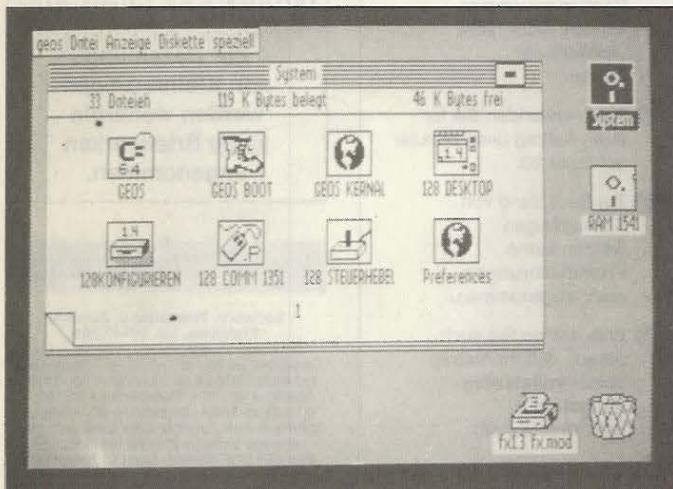 geos Datei Anzeige Diskette speziell
System
33 Dateien 119 K Bytes belegt 46 K Bytes frei
C= 64
GEOS
GEOS BOOT
GEOS KERNAL
1.4
128 DESKTOP
1.4
128KONFIGURIEREN
P
128 COMM 1351
128 STEUERHEBEL
Preferences
1
System
RAM 1541
fx13 fx.mod